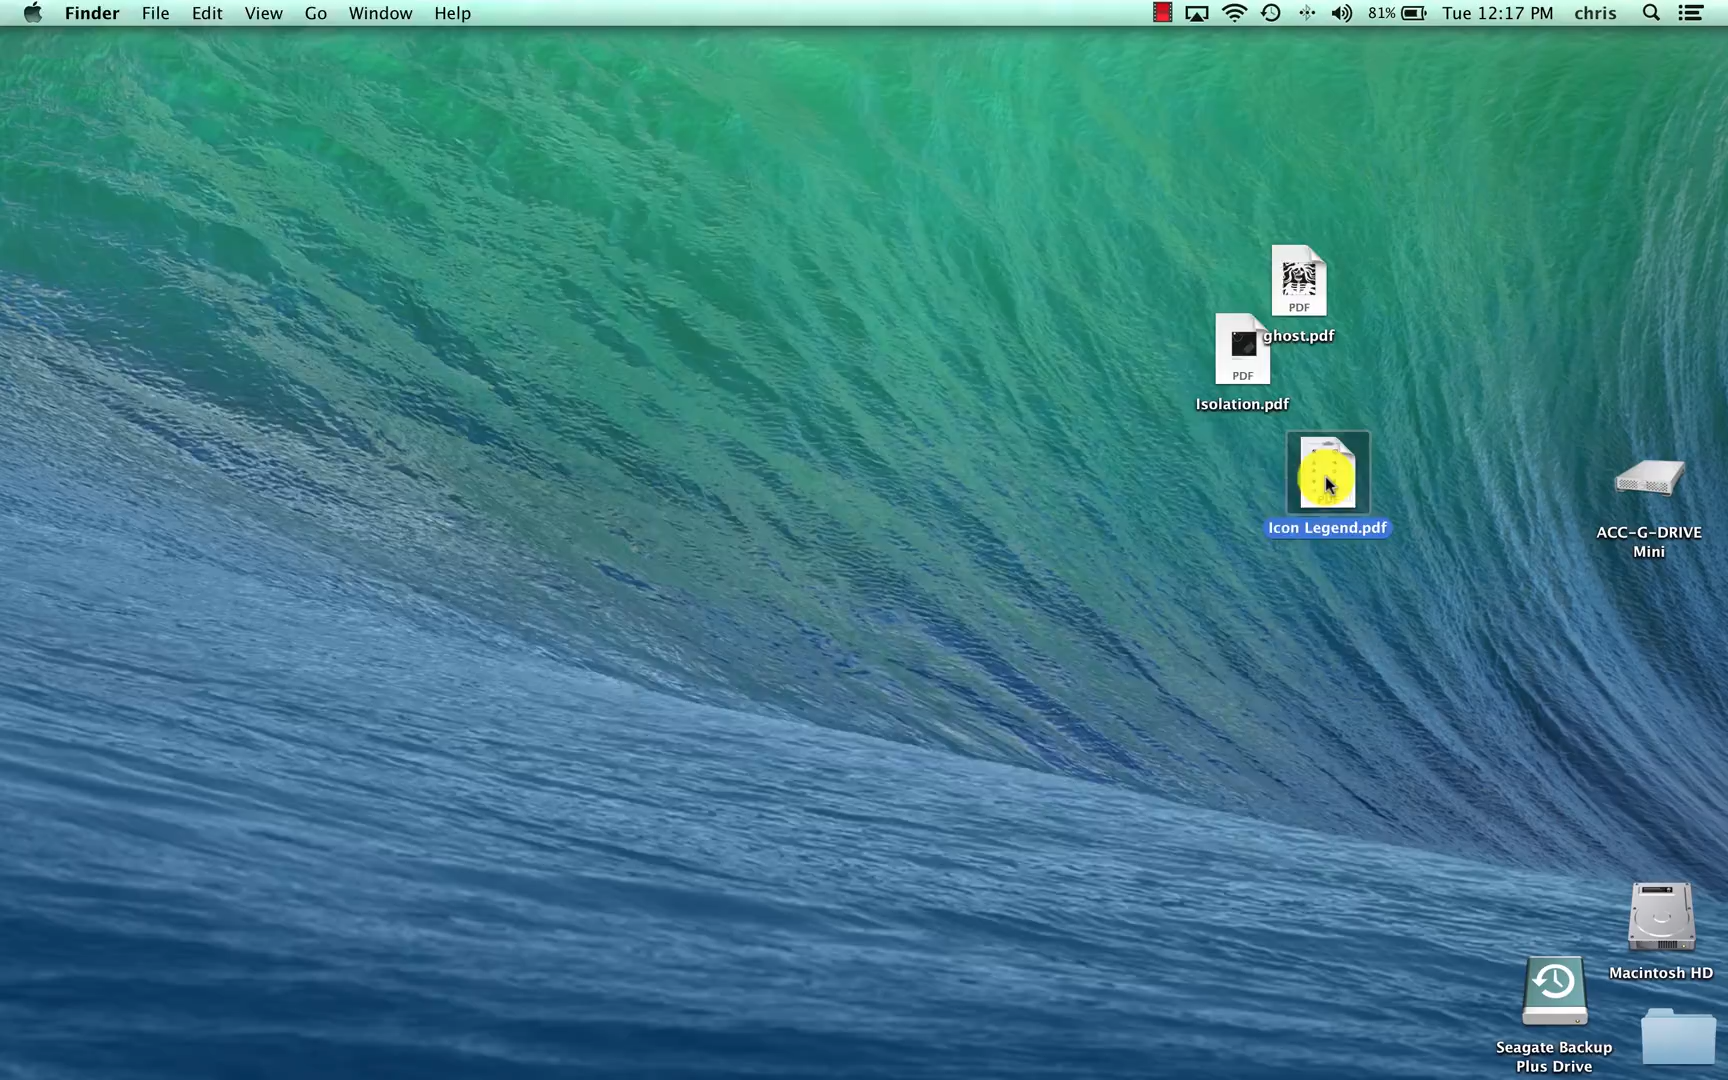 Finder File Edit View Go Window Help 81% Tue 12:17 PM chris
PDF
ghost.pdf
PDF
Isolation.pdf
Icon Legend.pdf
ACC-G-DRIVE
Mini
Macintosh HD
Seagate Backup
Plus Drive